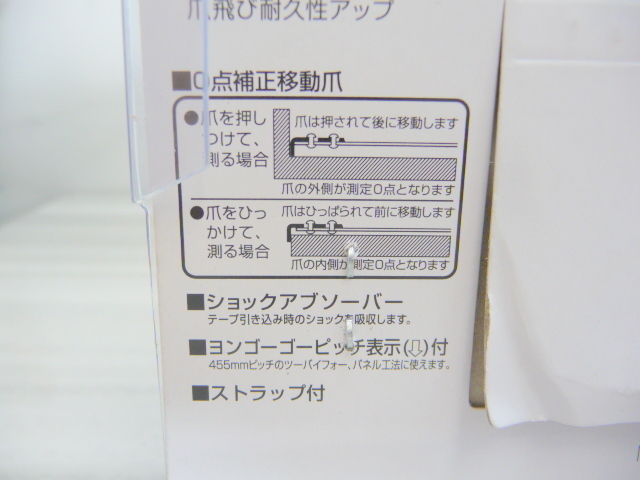 爪飛び耐久性アップ
■0点補正移動爪
●爪を押し
つけて、
測る場合
爪は押されて後に移動します
爪の外側が測定0点となります
●爪をひっ
かけて、
測る場合
爪はひっぱられて前に移動します
爪の内側が測定0点となります
■ショックアブソーバー
テープ引き込み時のショックを吸収します。
■ヨンゴーゴーピッチ表示(⇩)付
455mmピッチのツーバイフォー、パネル工法に使えます。
■ストラップ付